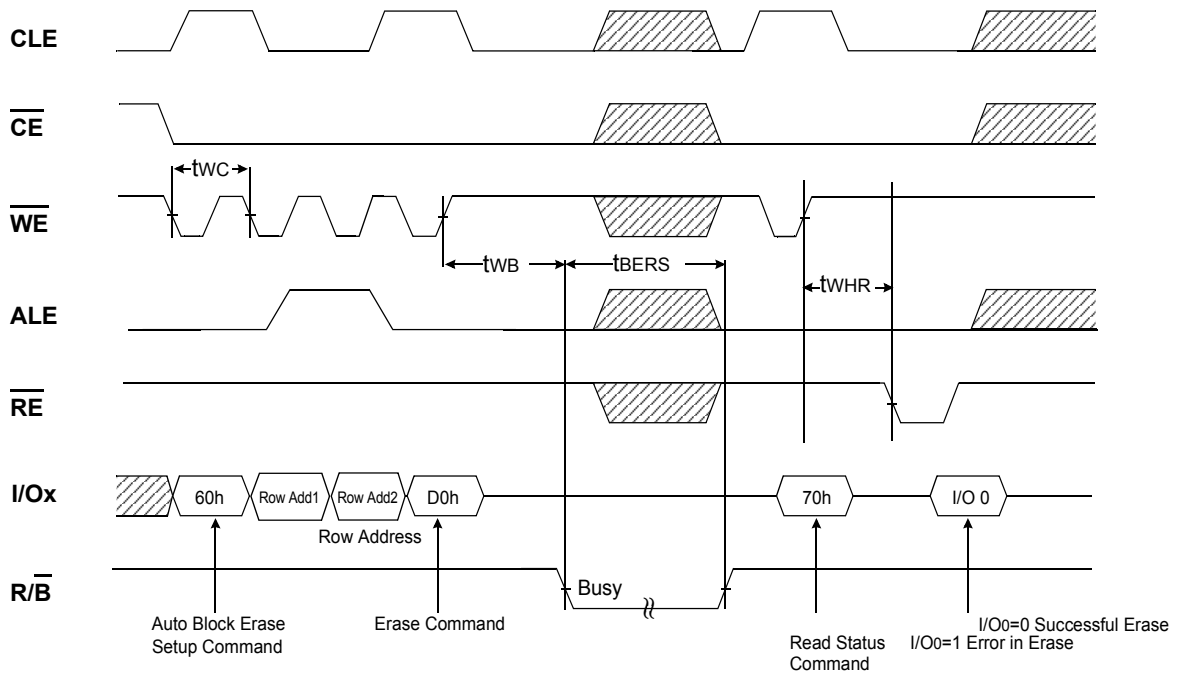 CLE
CE
tWC
WE
tWB
tBERS
tWHR
ALE
RE
I/Ox
60h
Row Add1
Row Add2
D0h
70h
I/O 0
Row Address
R/B
Busy
Auto Block Erase
Setup Command
Erase Command
Read Status
Command
I/O0=0 Successful Erase
I/O0=1 Error in Erase